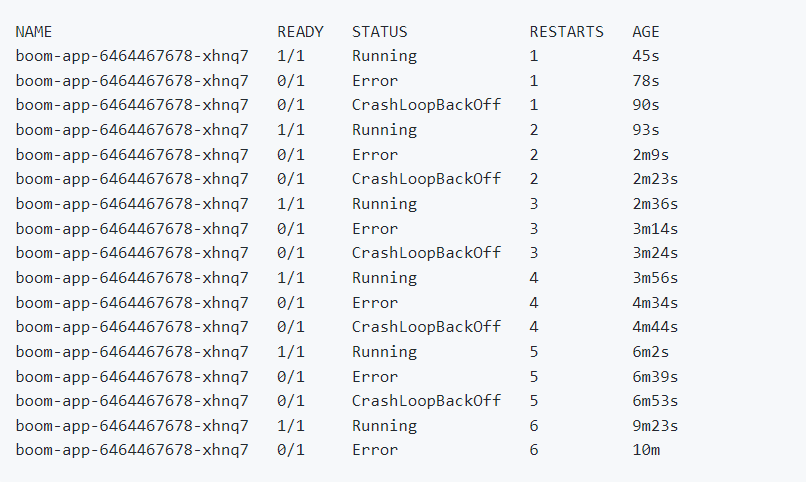 NAME READY STATUS RESTARTS AGE
boom-app-6464467678-xhnq7 1/1 Running 1 45s
boom-app-6464467678-xhnq7 0/1 Error 1 78s
boom-app-6464467678-xhnq7 0/1 CrashLoopBackOff 1 90s
boom-app-6464467678-xhnq7 1/1 Running 2 93s
boom-app-6464467678-xhnq7 0/1 Error 2 2m9s
boom-app-6464467678-xhnq7 0/1 CrashLoopBackOff 2 2m23s
boom-app-6464467678-xhnq7 1/1 Running 3 2m36s
boom-app-6464467678-xhnq7 0/1 Error 3 3m14s
boom-app-6464467678-xhnq7 0/1 CrashLoopBackOff 3 3m24s
boom-app-6464467678-xhnq7 1/1 Running 4 3m56s
boom-app-6464467678-xhnq7 0/1 Error 4 4m34s
boom-app-6464467678-xhnq7 0/1 CrashLoopBackOff 4 4m44s
boom-app-6464467678-xhnq7 1/1 Running 5 6m2s
boom-app-6464467678-xhnq7 0/1 Error 5 6m39s
boom-app-6464467678-xhnq7 0/1 CrashLoopBackOff 5 6m53s
boom-app-6464467678-xhnq7 1/1 Running 6 9m23s
boom-app-6464467678-xhnq7 0/1 Error 6 10m